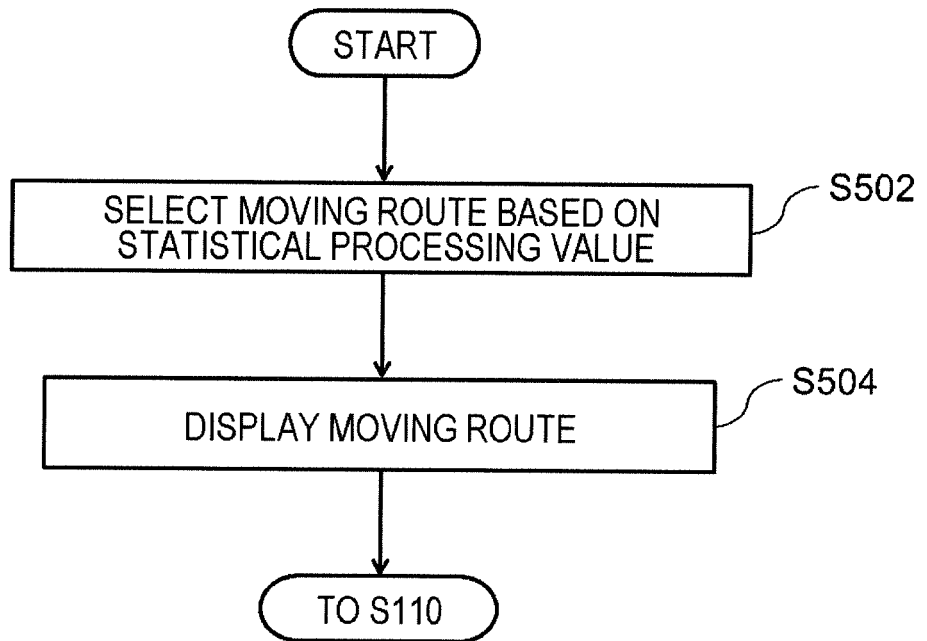 START
SELECT MOVING ROUTE BASED ON
STATISTICAL PROCESSING VALUE
S502
DISPLAY MOVING ROUTE
S504
TO S110